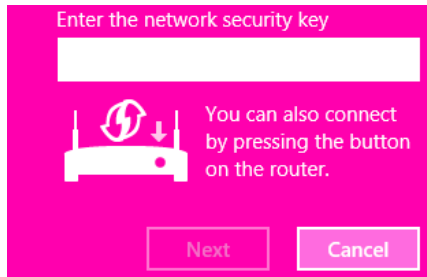 Enter the network security key
You can also connect
by pressing the button
on the router.
Next
Cancel